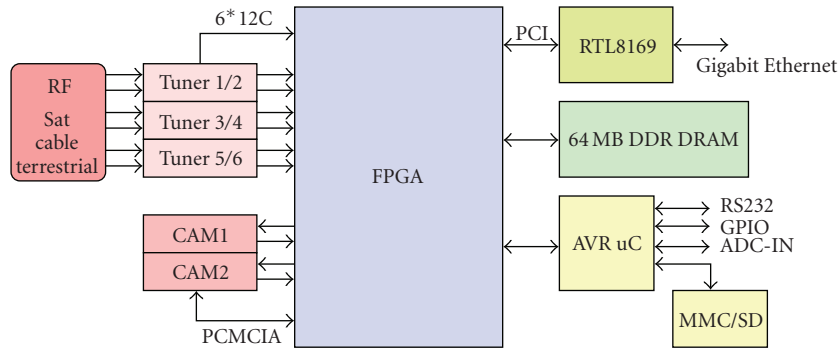 6* 12C
RF
Sat
cable
terrestrial
Tuner 1/2
Tuner 3/4
Tuner 5/6
CAM1
CAM2
PCMCIA
FPGA
PCI
RTL8169
Gigabit Ethernet
64 MB DDR DRAM
AVR uC
RS232
GPIO
ADC-IN
MMC/SD